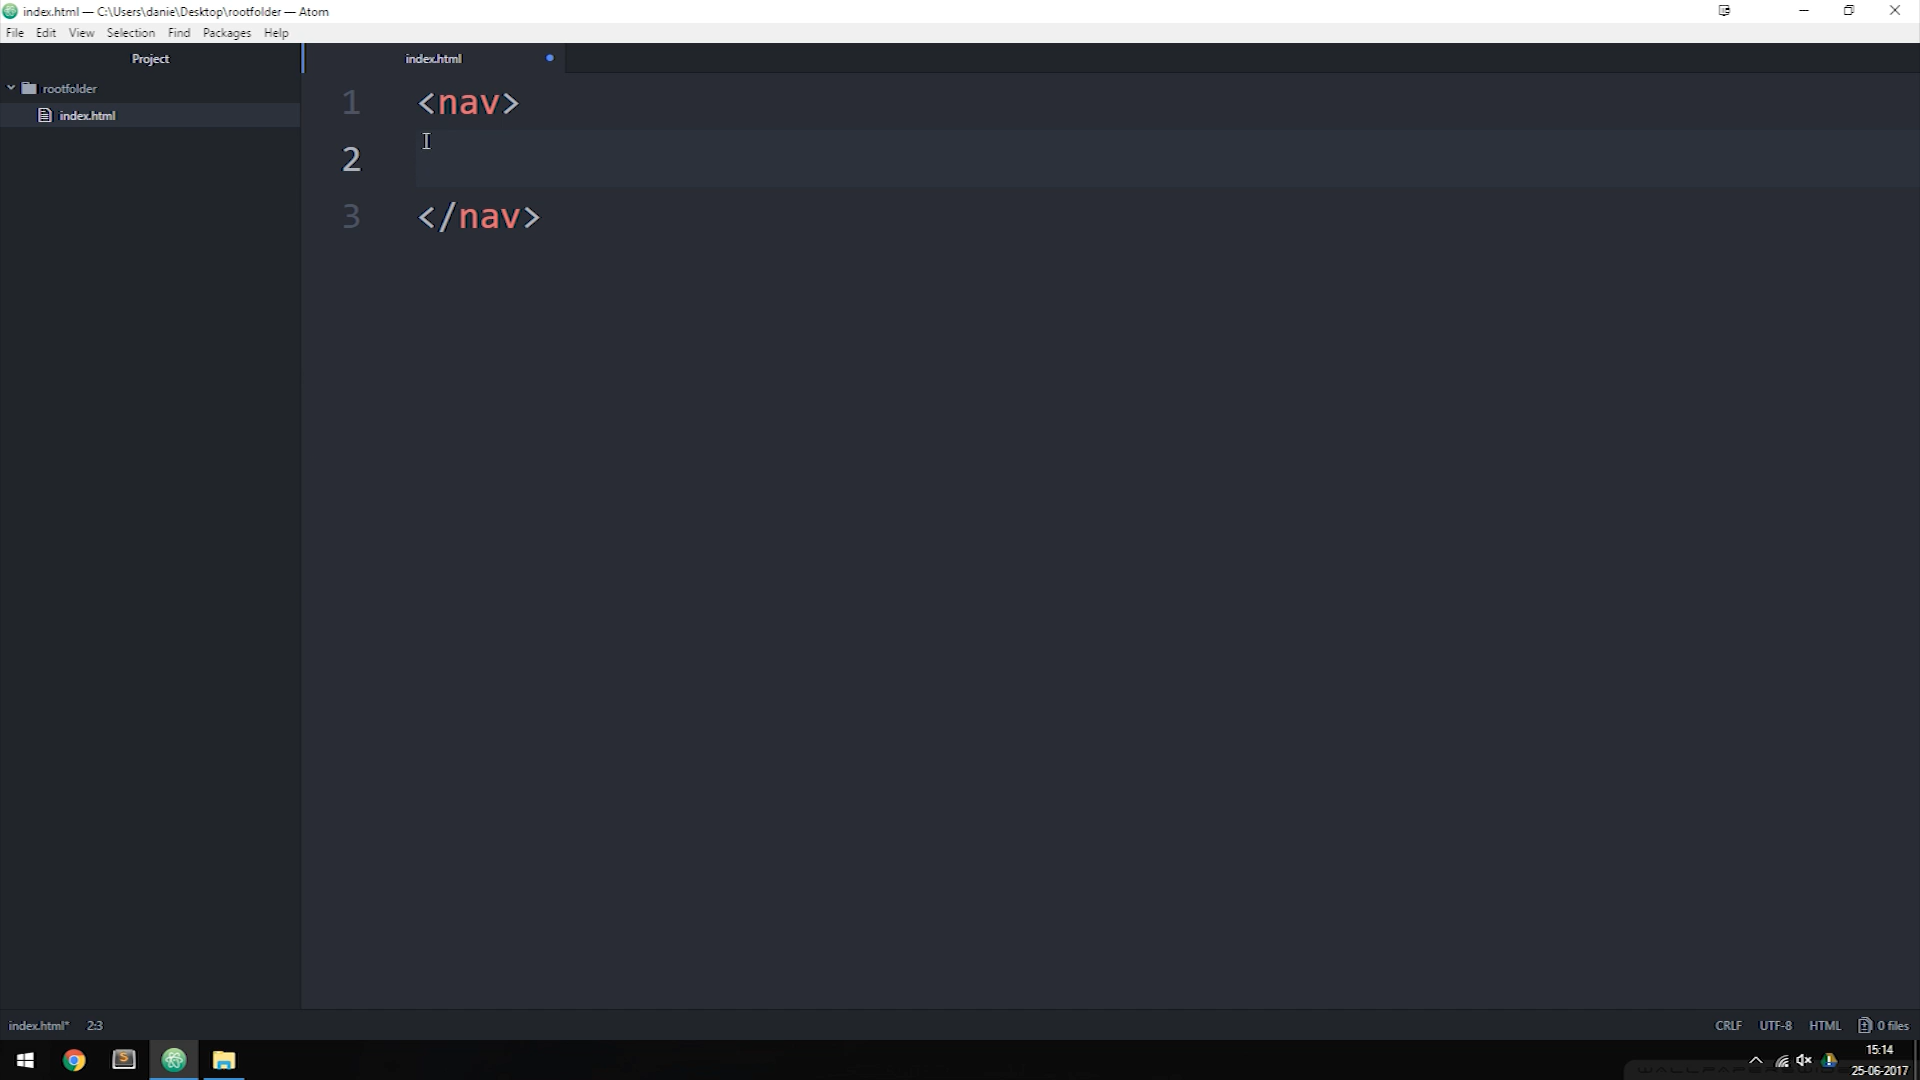 index.html — C:\Users\danie\Desktop\rootfolder — Atom
File Edit View Selection Find Packages Help
Project
index.html
rootfolder
index.html
1 <nav>
2
3 </nav>
index.html* 2:3
CRLF UTF-8 HTML 0 files
S
15:14
25-06-2017